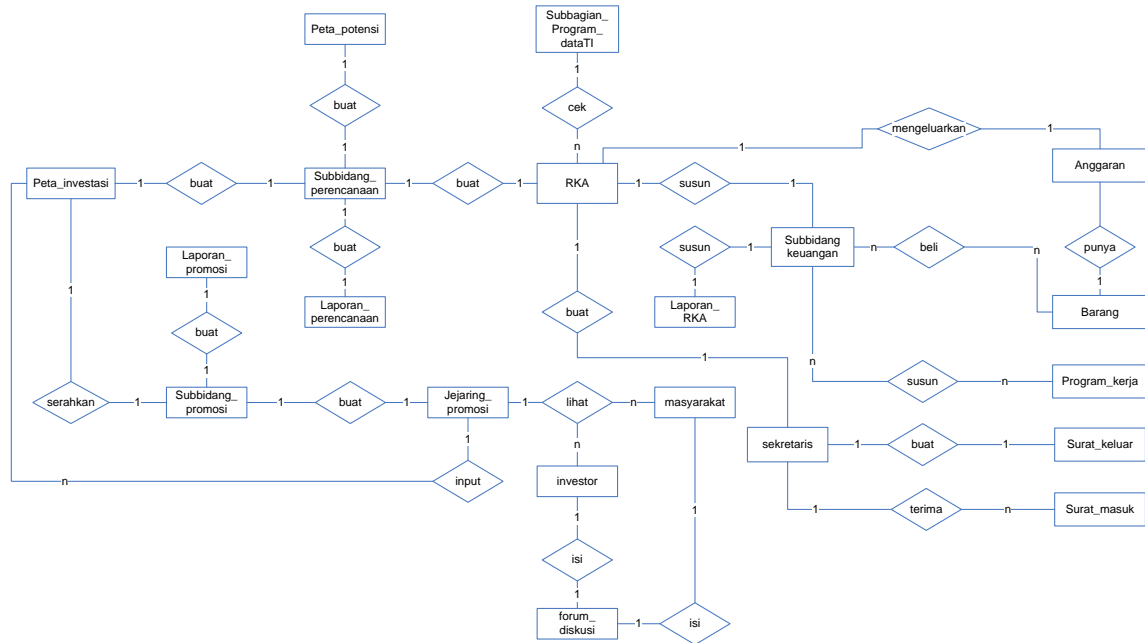 Peta_potensi
Subbagian_
Program_
dataTI
1
1
buat
cek
1
n
mengeluarkan
1
1
Anggaran
Peta_investasi
1
buat
1
Subbidang_
perencanaan
1
buat
1
RKA
1
susun
1
1
1
buat
1
Laporan_
perencanaan
Laporan_
promosi
1
buat
1
1
susun
1
1
Laporan_
RKA
Subbidang
keuangan
n
beli
n
punya
1
Barang
1
buat
1
n
susun
n
Program_kerja
serahkan
1
Subbidang_
promosi
1
buat
1
Jejaring_
promosi
1
lihat
n
masyarakat
1
input
n
n
investor
1
isi
1
forum_
diskusi
1
isi
1
sekretaris
1
buat
1
Surat_keluar
1
terima
n
Surat_masuk